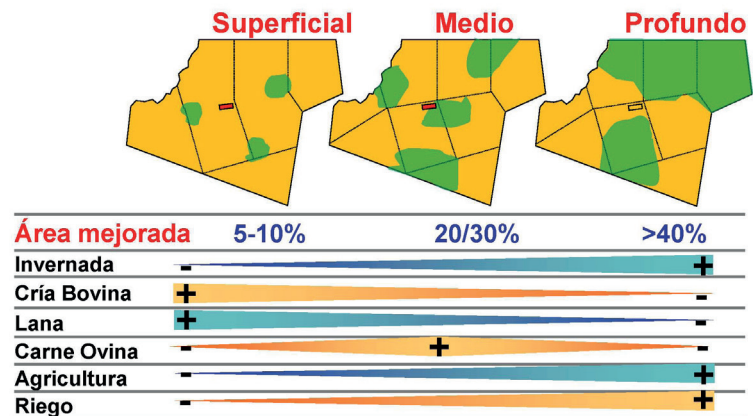 Superficial Medio Profundo
Área mejorada 5-10% 20/30% >40%
Invernada - +
Cría Bovina + -
Lana + -
Carne Ovina - + -
Agricultura - +
Riego - +